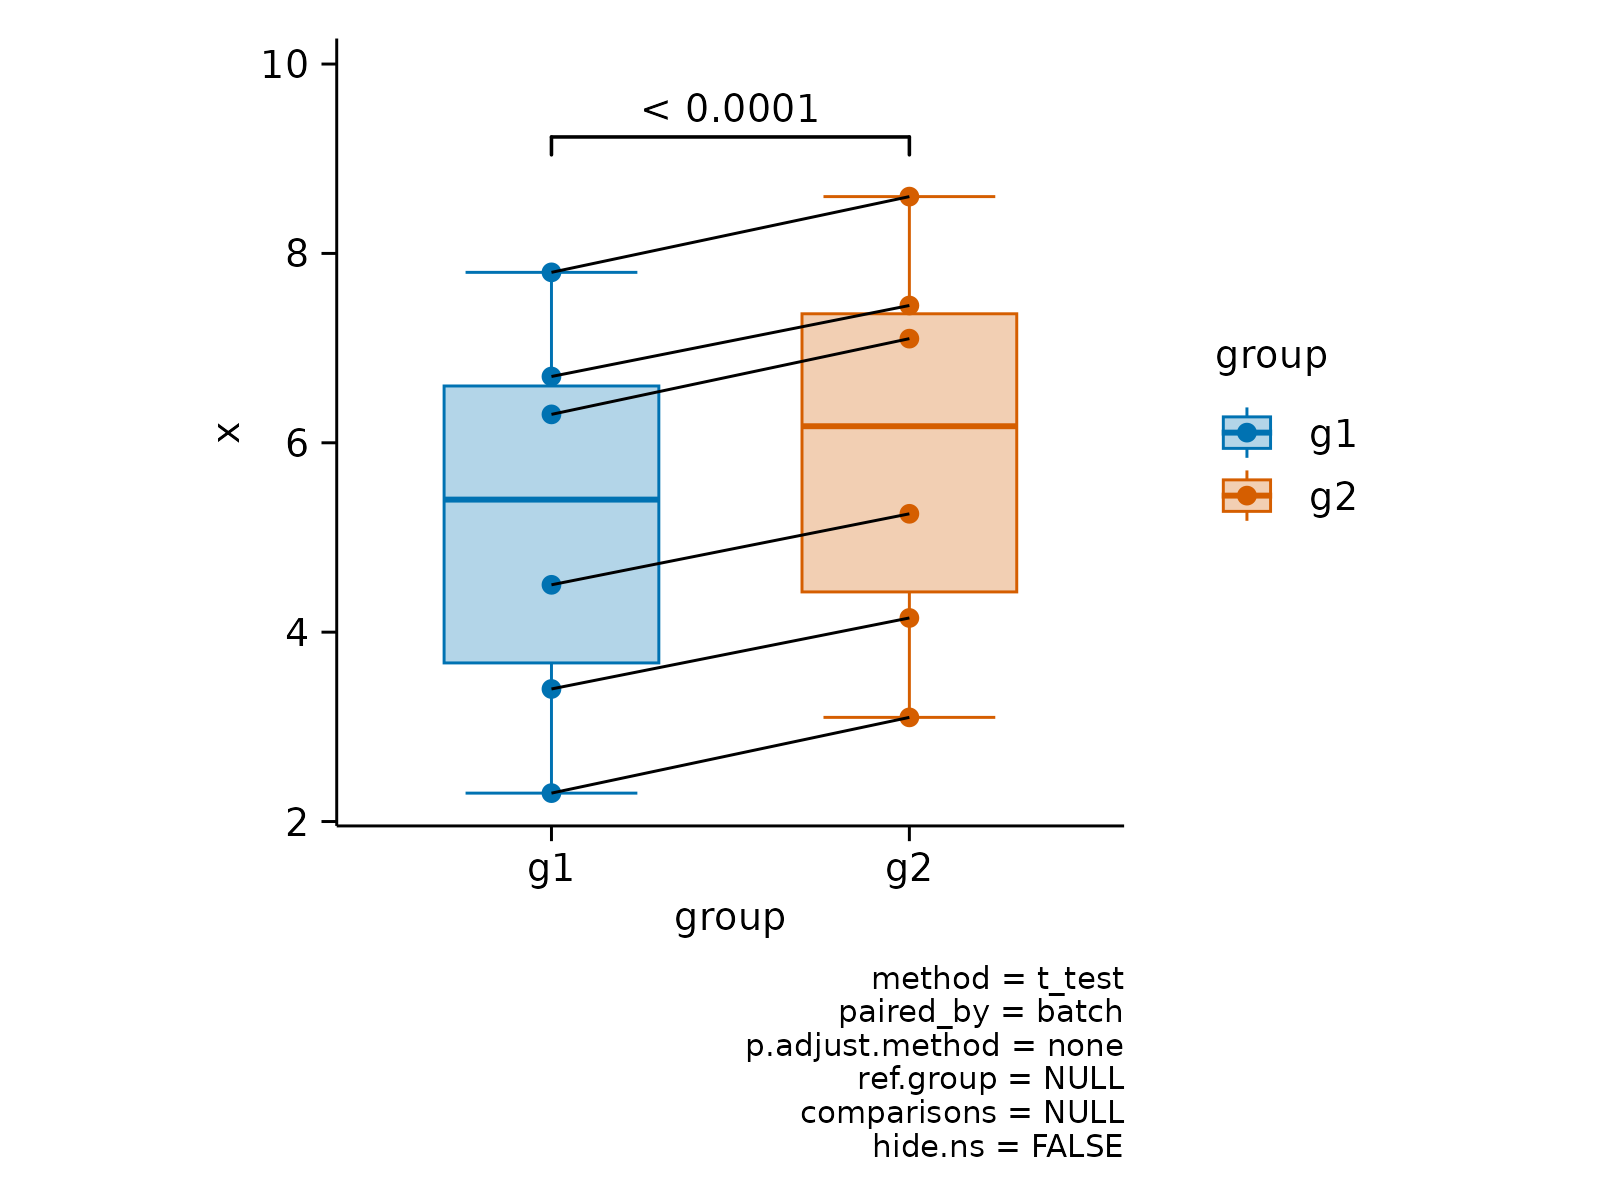 10
8
6
4
2
x
< 0.0001
g1
g2
group
group
g1
g2
method = t_test
paired_by = batch
p.adjust.method = none
ref.group = NULL
comparisons = NULL
hide.ns = FALSE